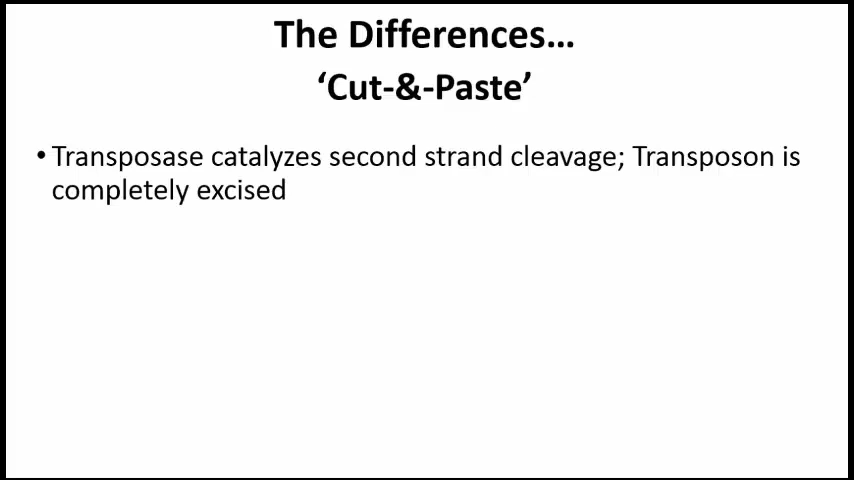 The Differences…
‘Cut-&-Paste’
• Transposase catalyzes second strand cleavage; Transposon is
completely excised